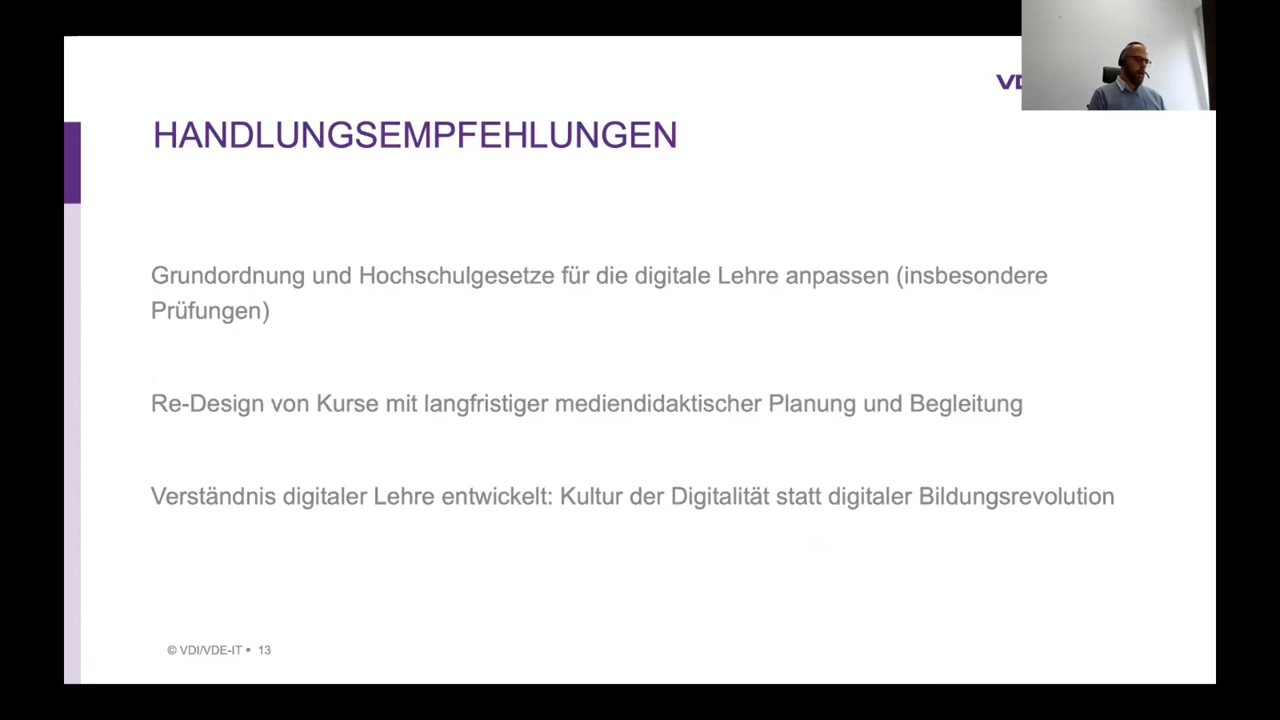 HANDLUNGSEMPFEHLUNGEN
Grundordnung und Hochschulgesetze für die digitale Lehre anpassen (insbesondere
Prüfungen)
Re-Design von Kurse mit langfristiger mediendidaktischer Planung und Begleitung
Verständnis digitaler Lehre entwickelt: Kultur der Digitalität statt digitaler Bildungsrevolution
© VDI/VDE-IT ▪ 13